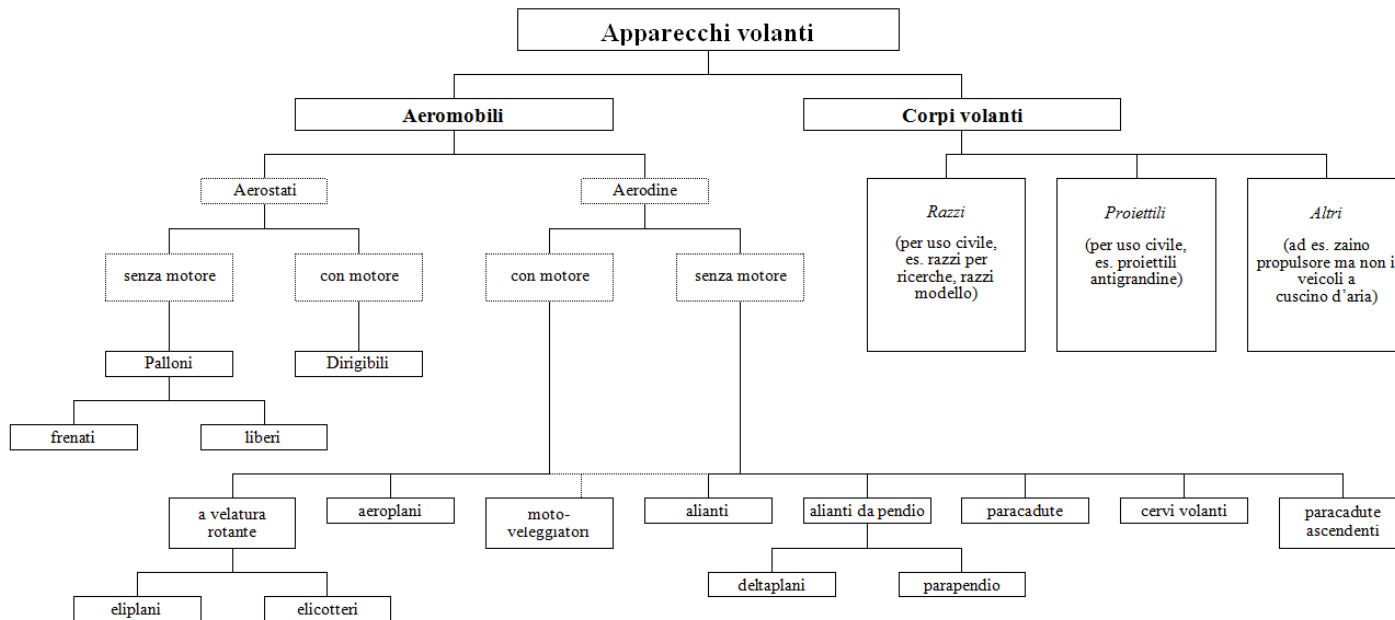 Apparecchi volanti
Aeromobili
Corpi volanti
Aerostati
Aerodine
Razzi
(per uso civile,
es. razzi per
ricerche, razzi
modello)
Proiettili
(per uso civile,
es. proiettili
antigrandine)
Altri
(ad es. zaino
propulsore ma non i
veicoli a
cuscino d'aria)
senza motore
con motore
con motore
senza motore
Palloni
Dirigibili
frenati
liberi
a velatura
rotante
aeroplani
moto-
veleggiatori
alianti
alianti da pendio
paracadute
cervi volanti
paracadute
ascendenti
deltaplani
parapendio
eliplani
elicotteri